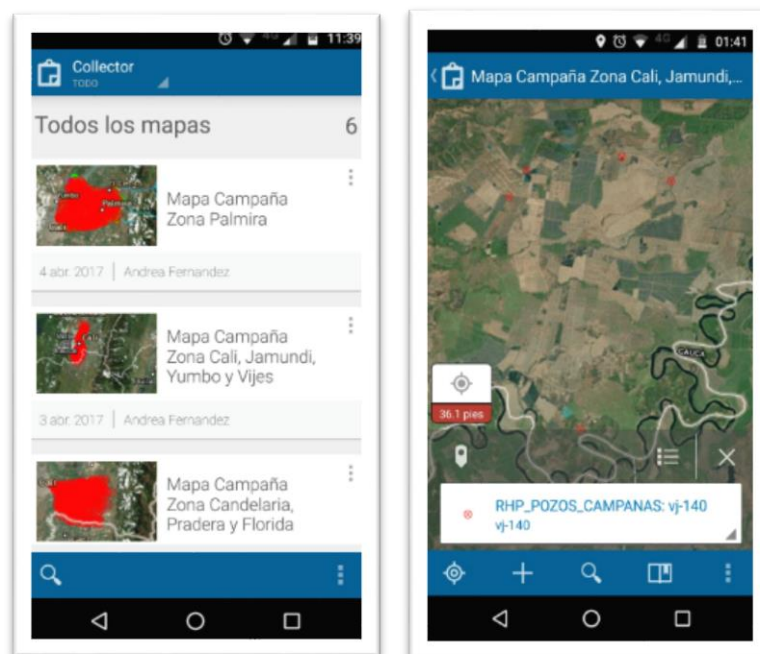 11:39
Collector
TODO
Todos los mapas 6
Mapa Campaña
Zona Palmira
4 abr. 2017 | Andrea Fernandez
Mapa Campaña
Zona Cali, Jamundi,
Yumbo y Vijes
3 abr. 2017 | Andrea Fernandez
Mapa Campaña
Zona Candelaria,
Pradera y Florida
4G 01:41
Mapa Campaña Zona Cali, Jamundi,...
CAUCA
36.1 pies
RHP_POZOS_CAMPANAS: vj-140
vj-140